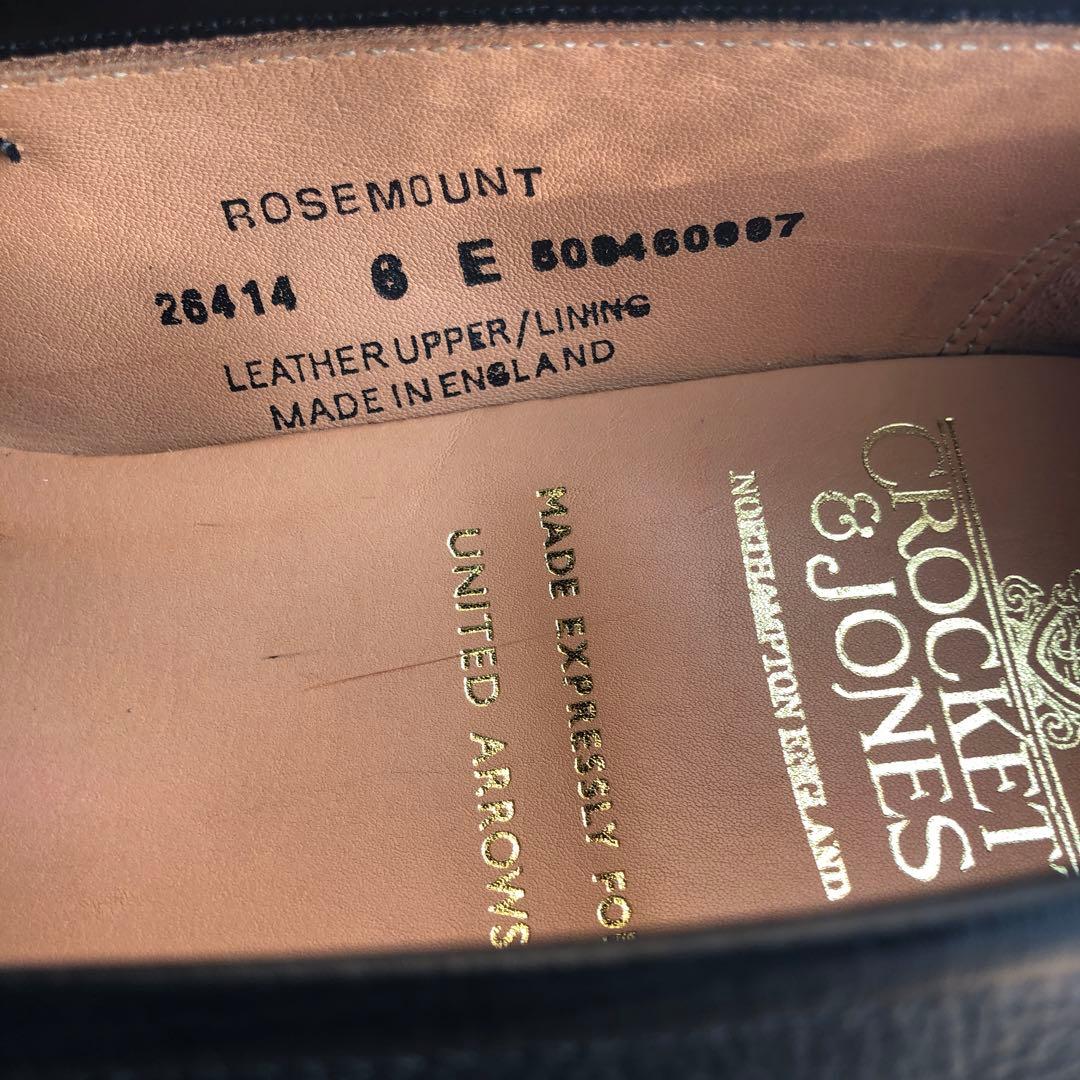 ROSEMOUNT
26414 6 E
LEATHER UPPER/LINING
MADE IN ENGLAND
CROCKETT
& JONES
NORTHAMPTON ENGLAND
MADE EXPRESSLY FOR
UNITED ARROWS